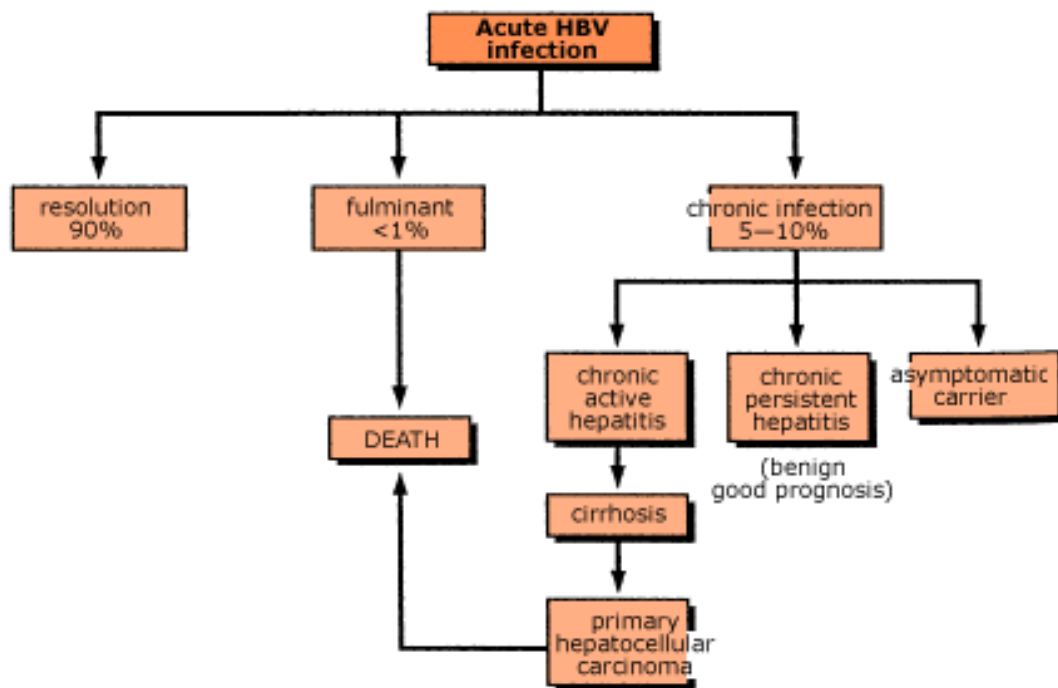 Acute HBV
infection
resolution
90%
fulminant
<1%
chronic infection
5—10%
chronic
active
hepatitis
chronic
persistent
hepatitis
asymptomatic
carrier
DEATH
(benign
good prognosis)
cirrhosis
primary
hepatocellular
carcinoma